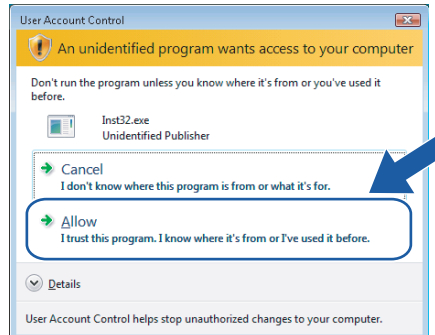 User Account Control
An unidentified program wants access to your computer
Don't run the program unless you know where it's from or you've used it
before.
Inst32.exe
Unidentified Publisher
Cancel
I don't know where this program is from or what it's for.
Allow
I trust this program. I know where it's from or I've used it before.
Details
User Account Control helps stop unauthorized changes to your computer.